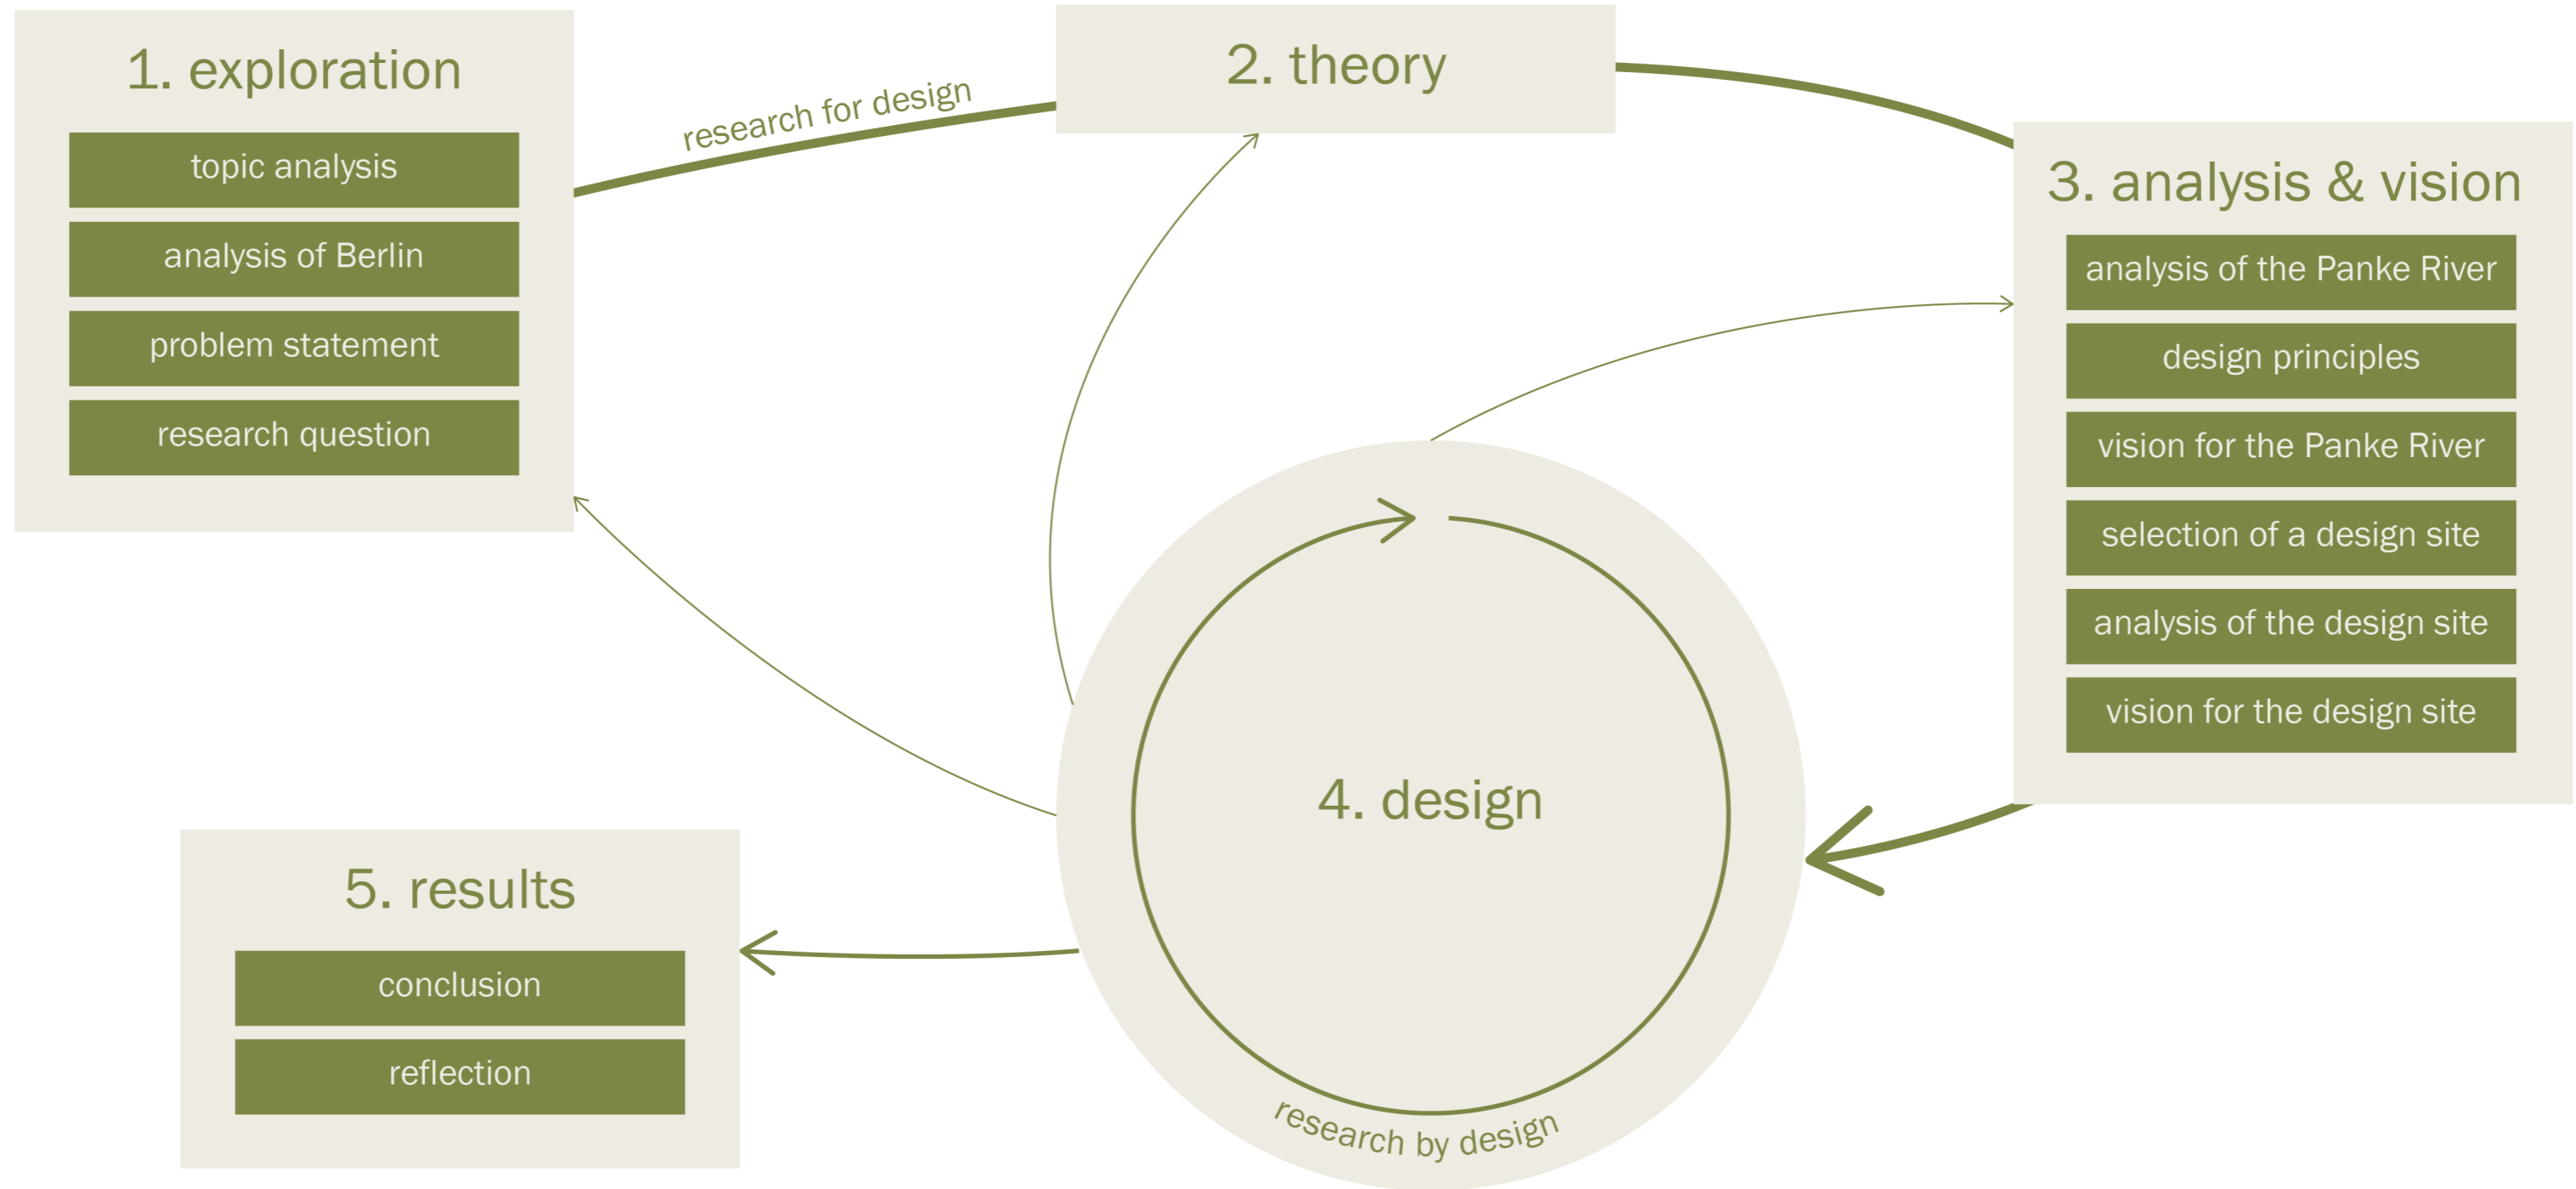 1. exploration
topic analysis
analysis of Berlin
problem statement
research question
research for design
2. theory
3. analysis & vision
analysis of the Panke River
design principles
vision for the Panke River
selection of a design site
analysis of the design site
vision for the design site
4. design
research by design
5. results
conclusion
reflection